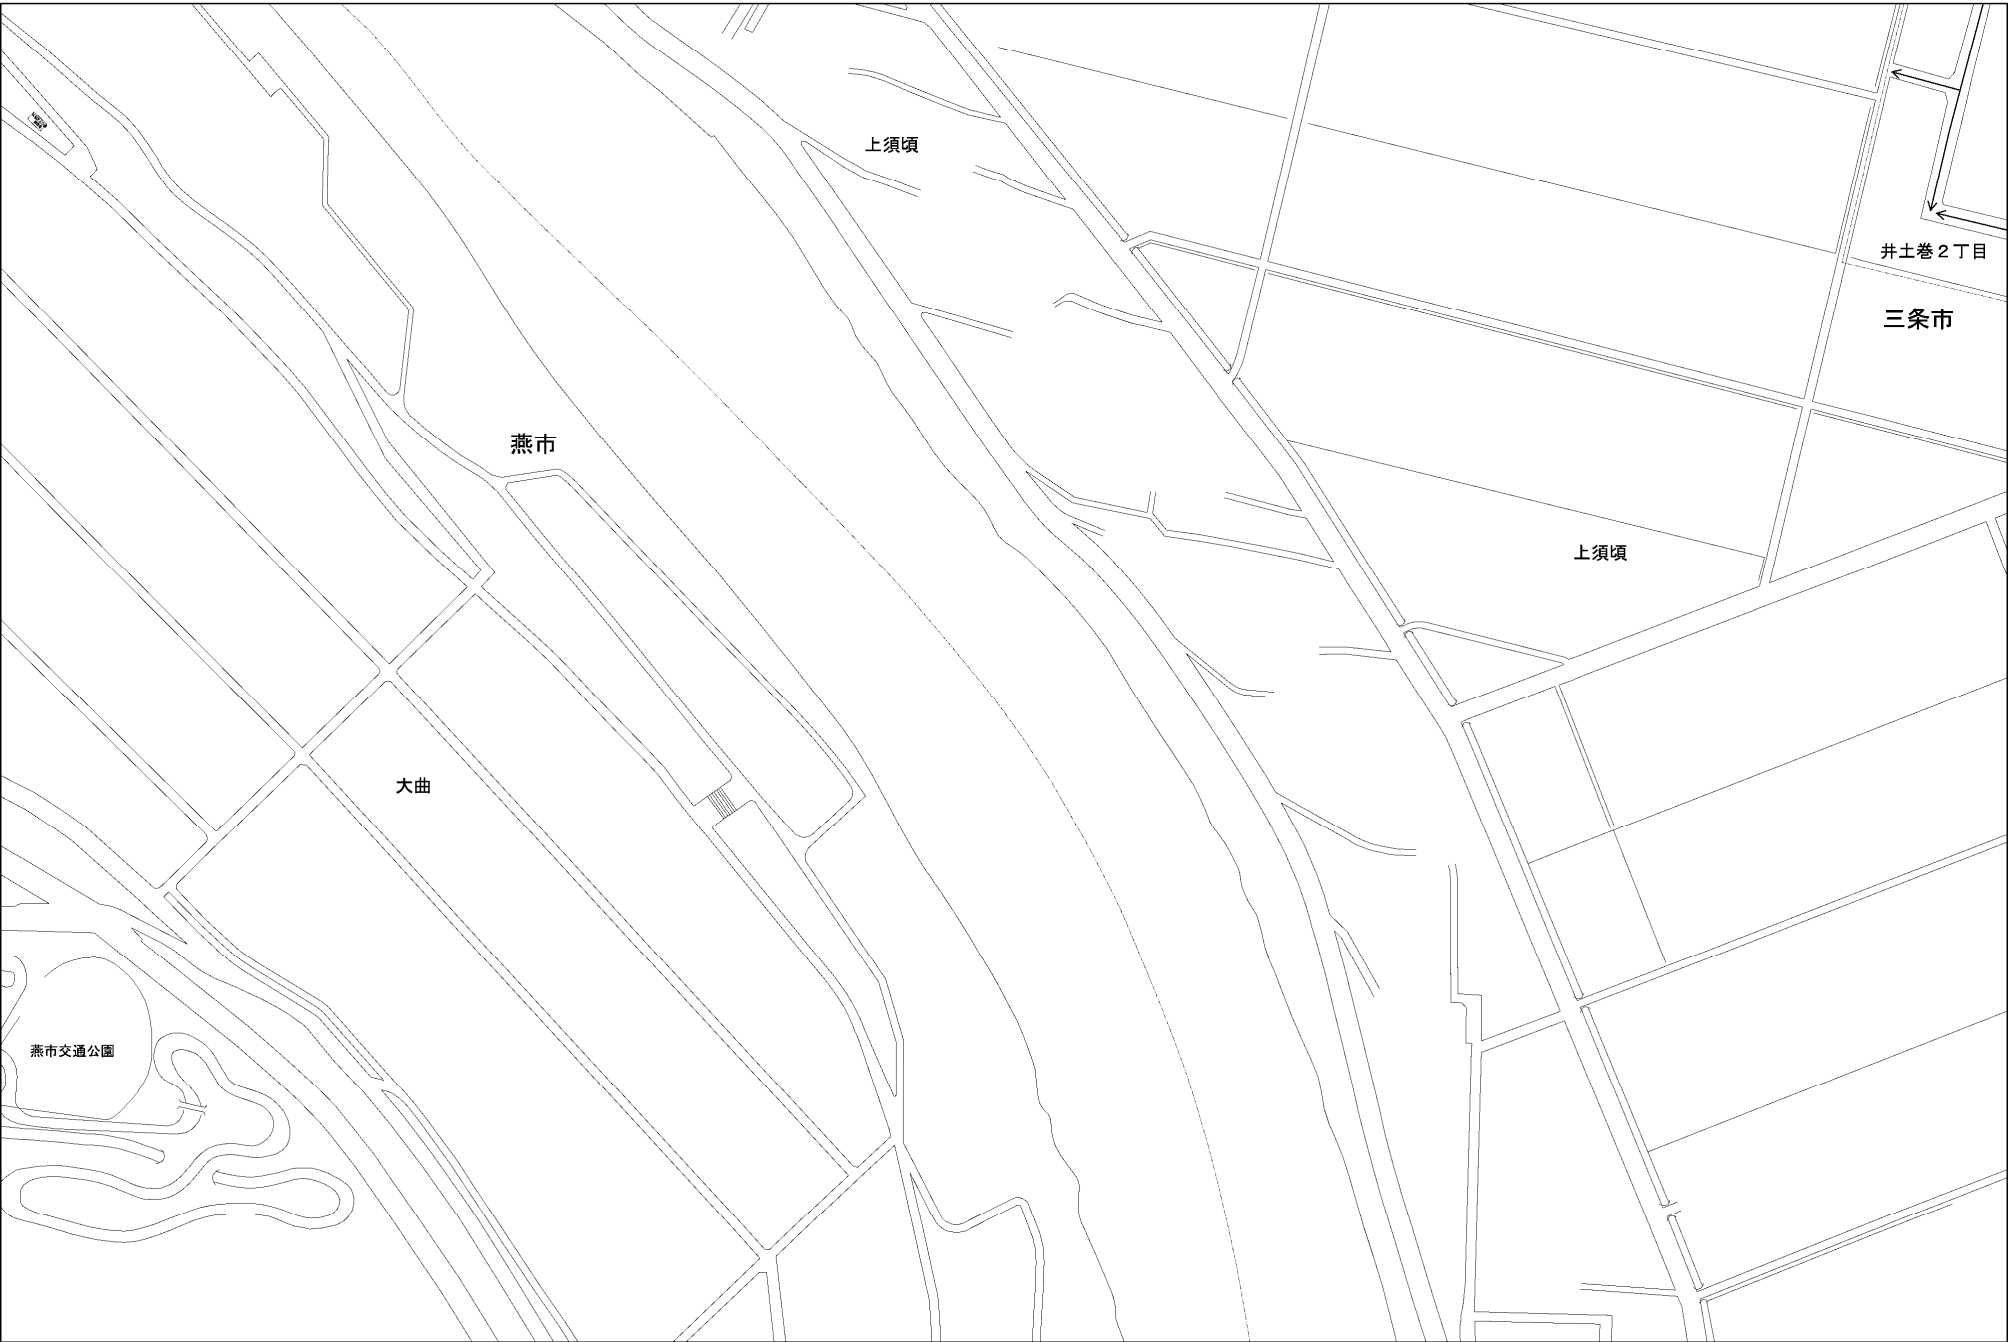 上須頃
井土巻２丁目
三条市
燕市
上須頃
大曲
燕市交通公園